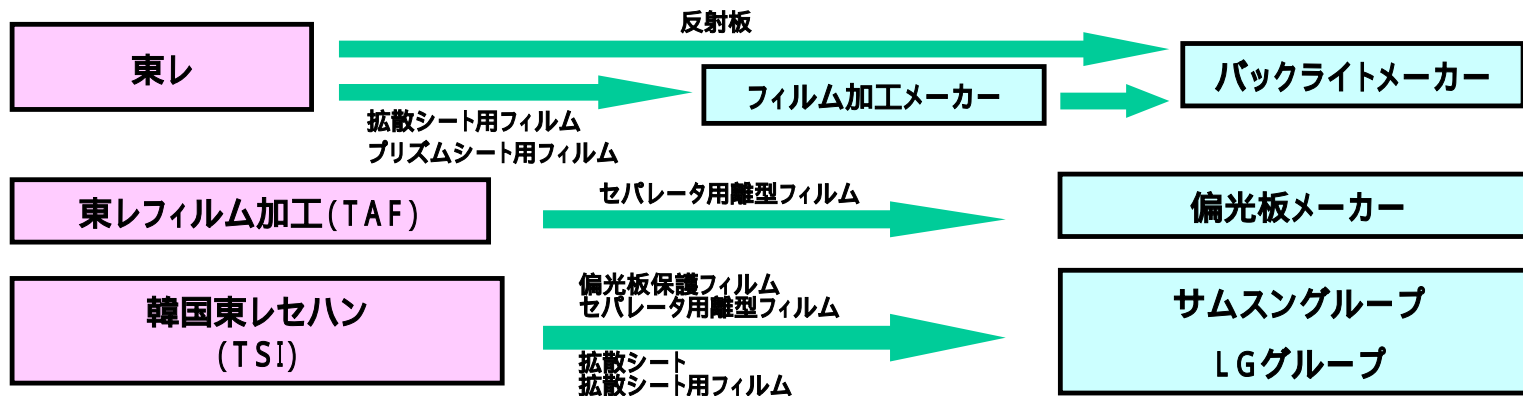 反射板
東レ
バックライトメーカー
フィルム加工メーカー
拡散シート用フィルム
プリズムシート用フィルム
東レフィルム加工(TAF)
セパレータ用離型フィルム
偏光板メーカー
韓国東レセハン
(TSI)
偏光板保護フィルム
セパレータ用離型フィルム
拡散シート
拡散シート用フィルム
サムスングループ
LGグループ